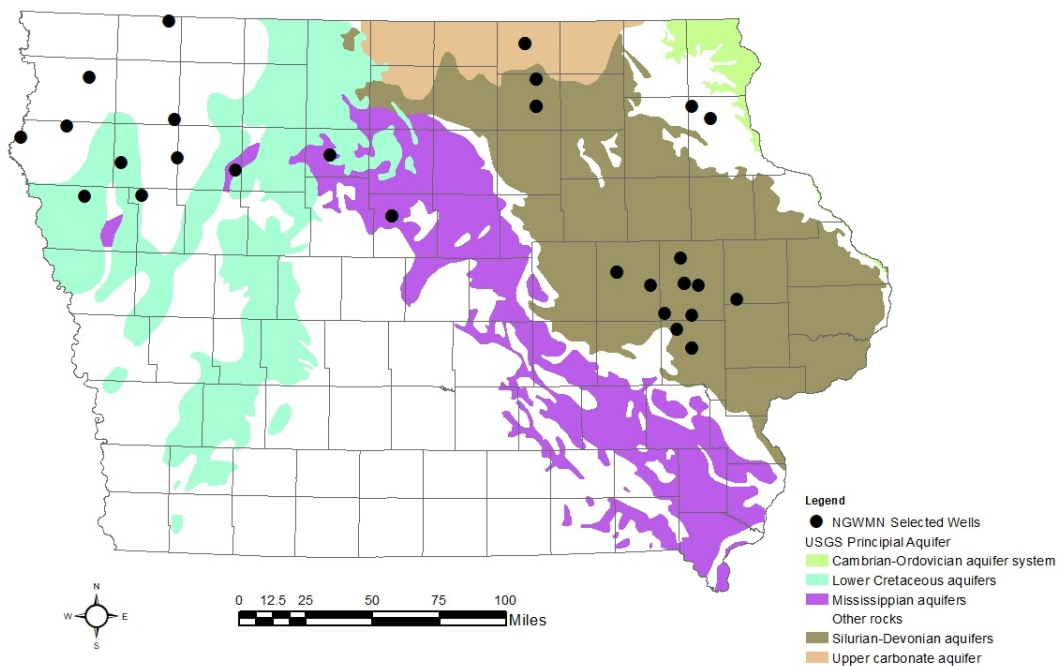 Legend
NGWMN Selected Wells
USGS Principial Aquifer
Cambrian-Ordovician aquifer system
Lower Cretaceous aquifers
Mississippian aquifers
Other rocks
Silurian-Devonian aquifers
Upper carbonate aquifer
N
W E
S
0 12.5 25 50 75 100
Miles